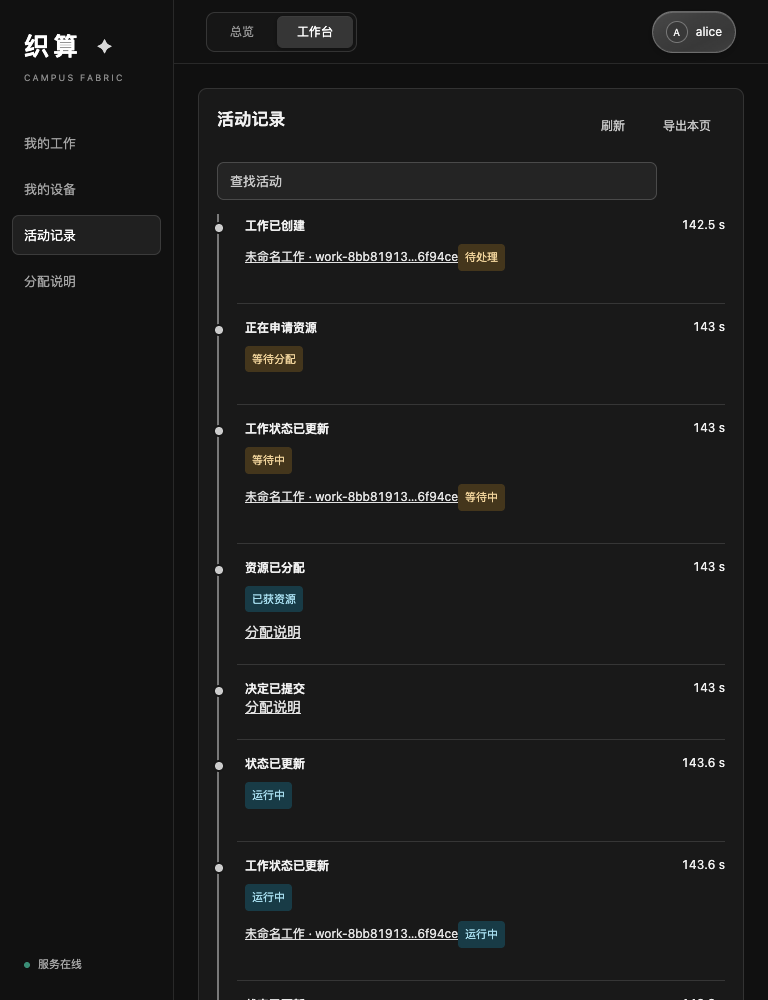 织算
CAMPUS FABRIC
我的工作
我的设备
活动记录
分配说明
服务在线
总览
工作台
A alice
活动记录
刷新
导出本页
查找活动
工作已创建 142.5 s
未命名工作 · work-8bb81913...6f94ce 待处理
正在申请资源 143 s
等待分配
工作状态已更新 143 s
等待中
未命名工作 · work-8bb81913...6f94ce 等待中
资源已分配 143 s
已获资源
分配说明
决定已提交 143 s
分配说明
状态已更新 143.6 s
运行中
工作状态已更新 143.6 s
运行中
未命名工作 · work-8bb81913...6f94ce 运行中